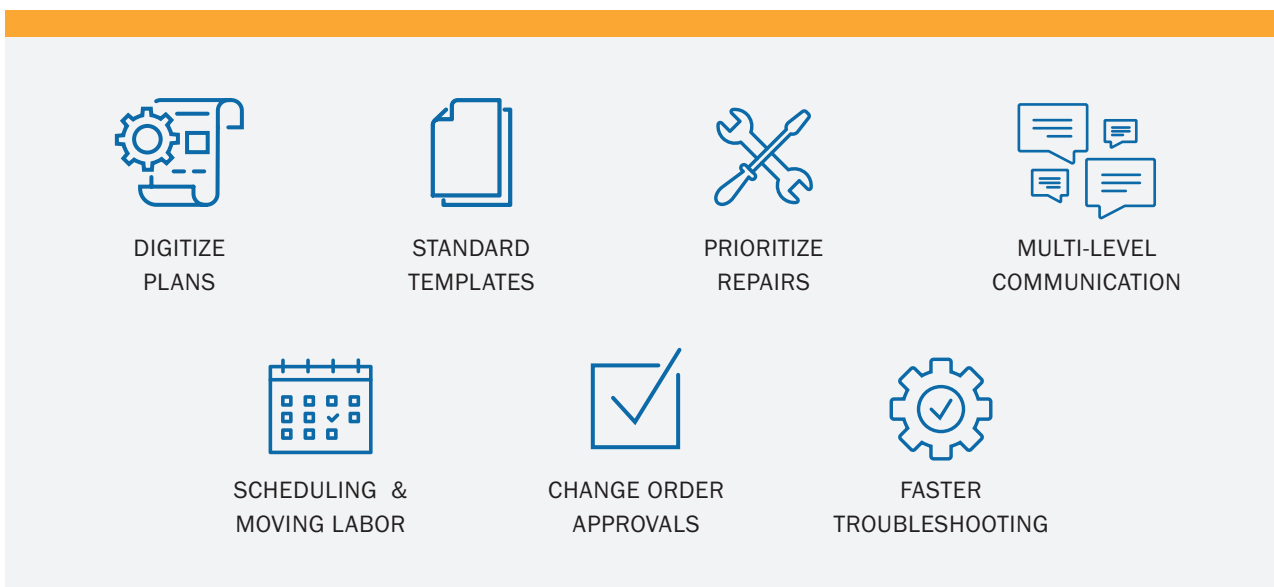 DIGITIZE
PLANS
STANDARD
TEMPLATES
PRIORITIZE
REPAIRS
MULTI-LEVEL
COMMUNICATION
SCHEDULING &
MOVING LABOR
CHANGE ORDER
APPROVALS
FASTER
TROUBLESHOOTING